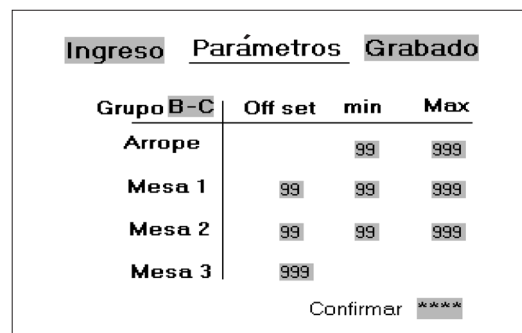 Ingreso Parámetros Grabado
Grupo B-C Off set min Max
Arrope 99 999
Mesa 1 99 99 999
Mesa 2 99 99 999
Mesa 3 999
Confirmar ****